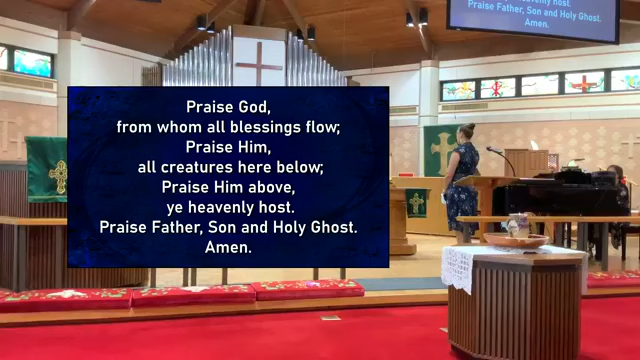 heavenly host.
Praise Father, Son and Holy Ghost.
Amen.
Praise God,
from whom all blessings flow;
Praise Him,
all creatures here below;
Praise Him above,
ye heavenly host.
Praise Father, Son and Holy Ghost.
Amen.